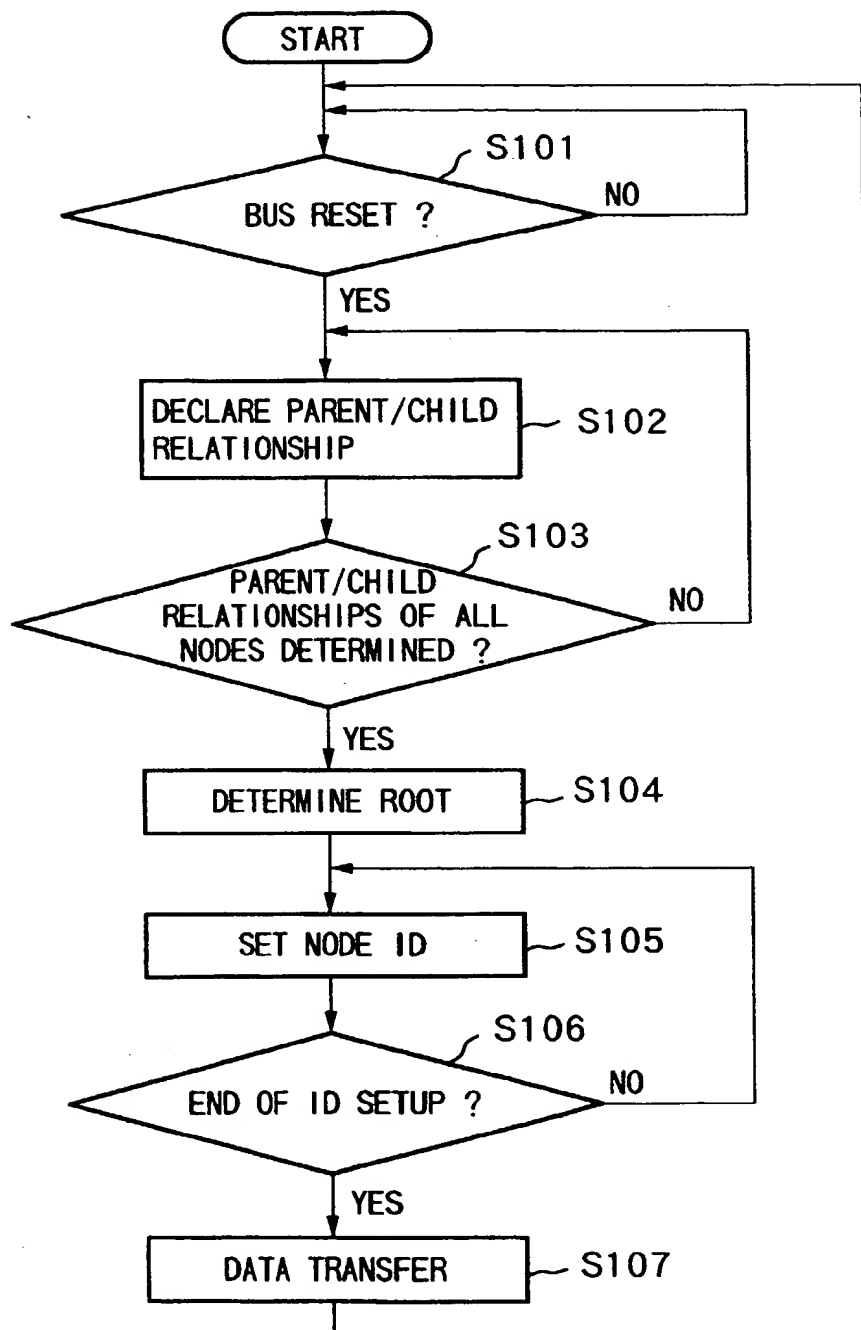 START
S101
BUS RESET ?
NO
YES
DECLARE PARENT/CHILD
RELATIONSHIP
S102
S103
PARENT/CHILD
RELATIONSHIPS OF ALL
NODES DETERMINED ?
NO
YES
DETERMINE ROOT
S104
SET NODE ID
S105
S106
END OF ID SETUP ?
NO
YES
DATA TRANSFER
S107